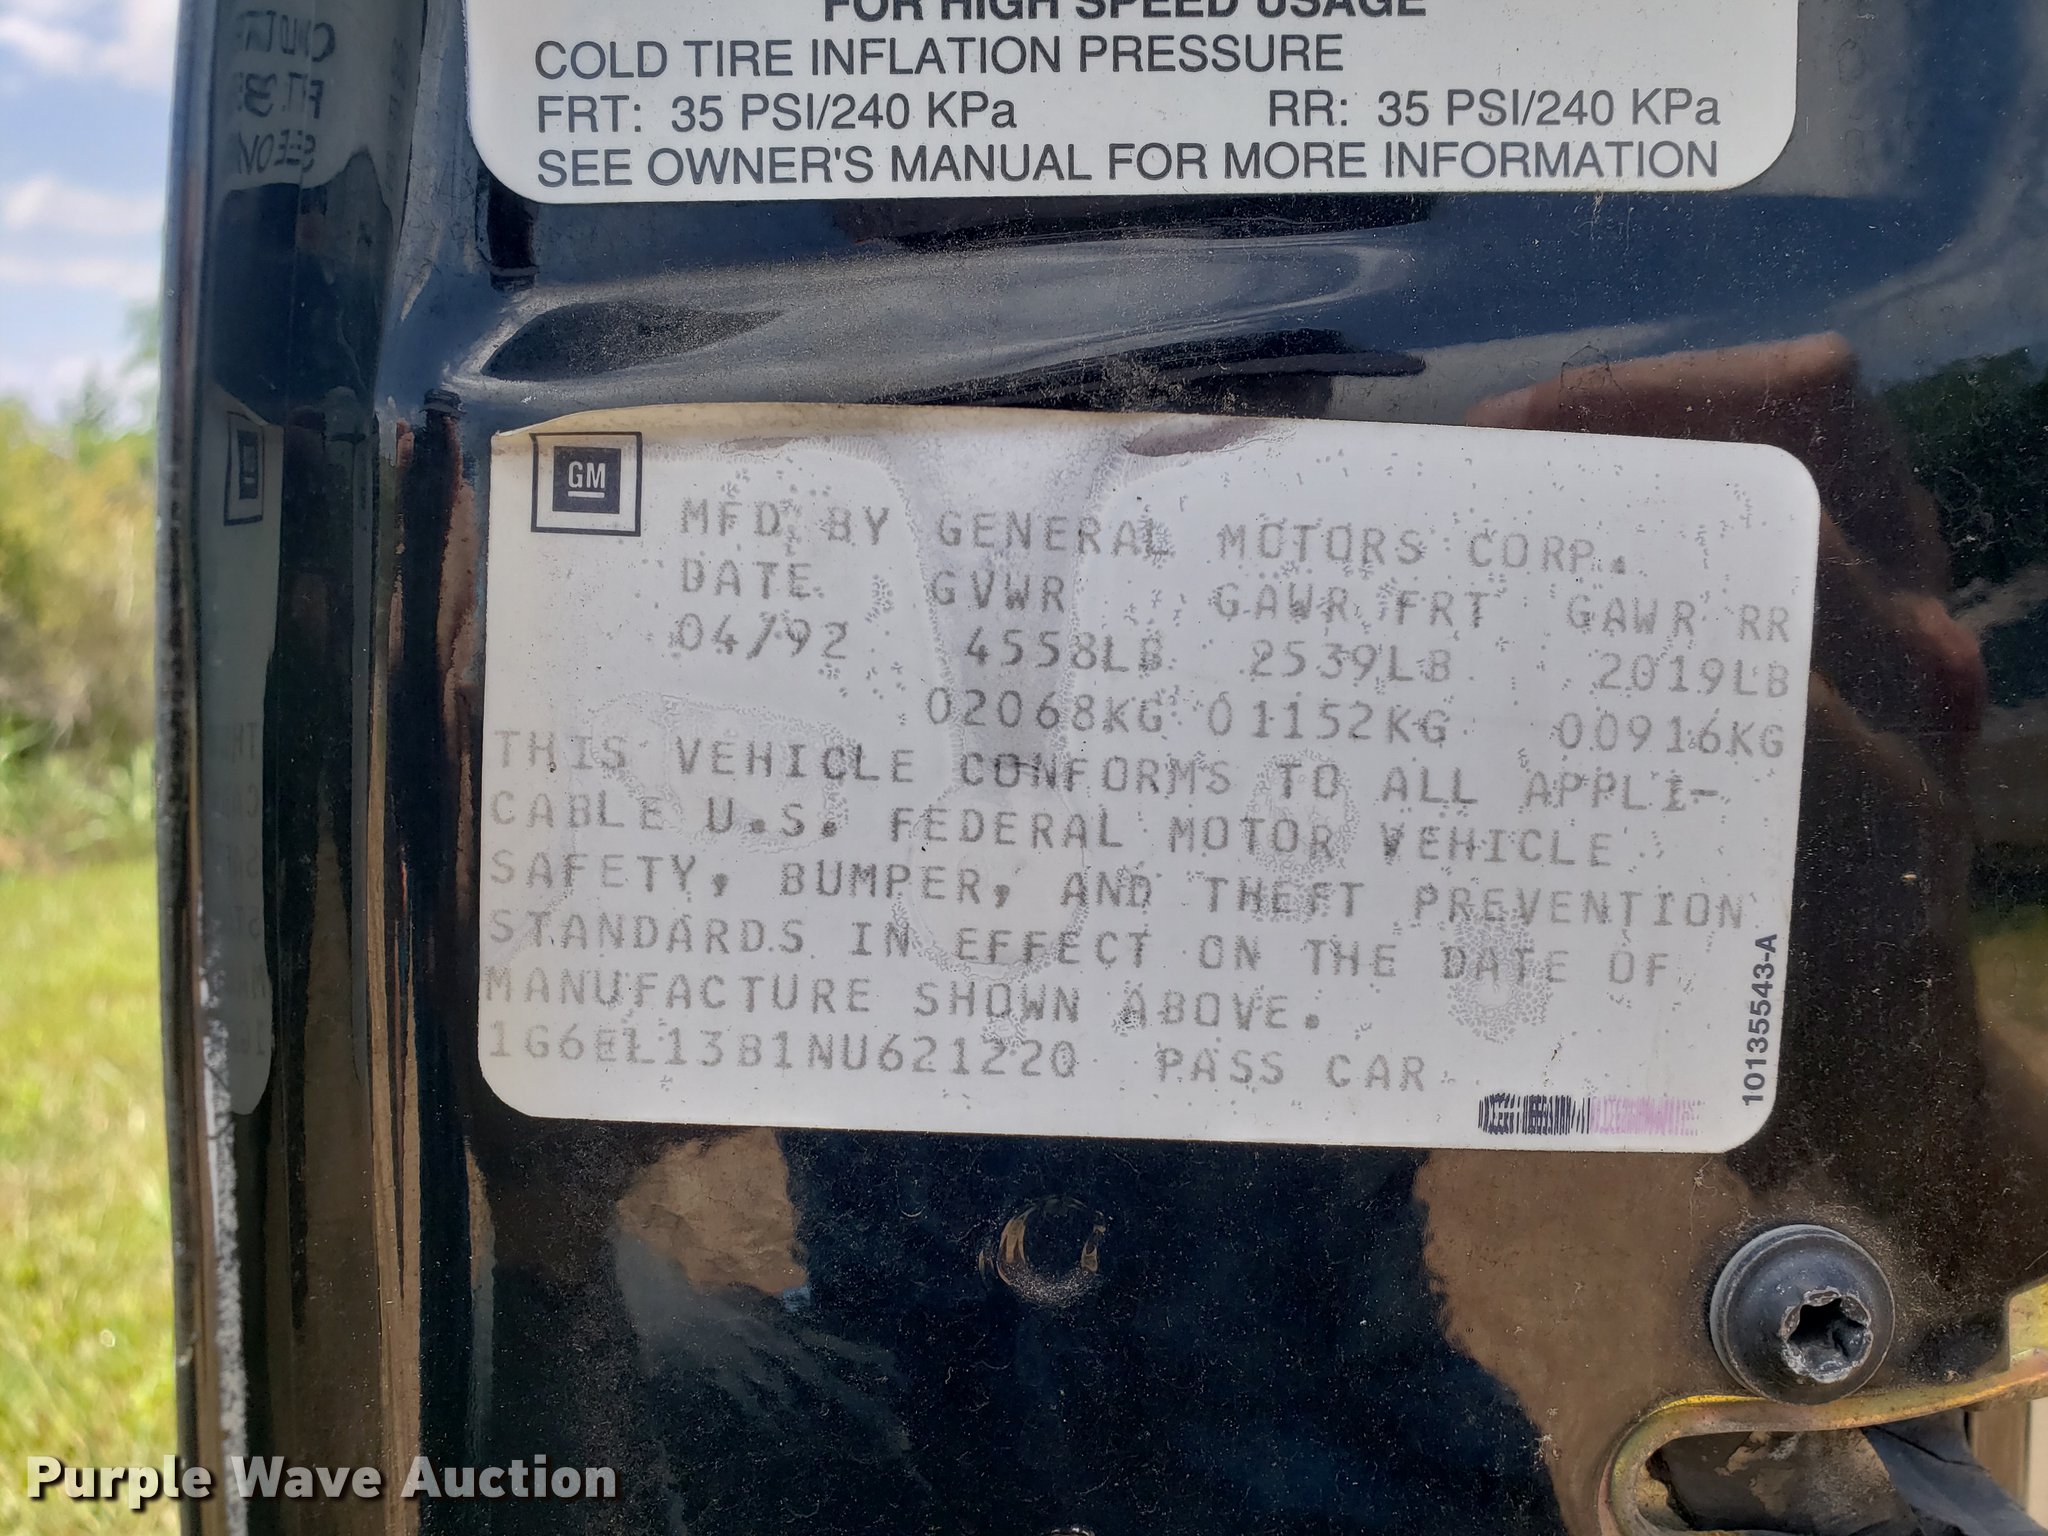 FOR HIGH SPEED USAGE
COLD TIRE INFLATION PRESSURE
FRT: 35 PSI/240 KPa RR: 35 PSI/240 KPa
SEE OWNER'S MANUAL FOR MORE INFORMATION
GM
MFD BY GENERAL MOTORS CORP.
DATE GVWR GAWR FRT GAWR RR
04/92 4558LB 2539LB 2019LB
02068KG 01152KG 00916KG
THIS VEHICLE CONFORMS TO ALL APPLI-
CABLE U.S. FEDERAL MOTOR VEHICLE
SAFETY, BUMPER, AND THEFT PREVENTION
STANDARDS IN EFFECT ON THE DATE OF
MANUFACTURE SHOWN ABOVE.
1G6EL13B1NU621220 PASS CAR
10135543-A
Purple Wave Auction